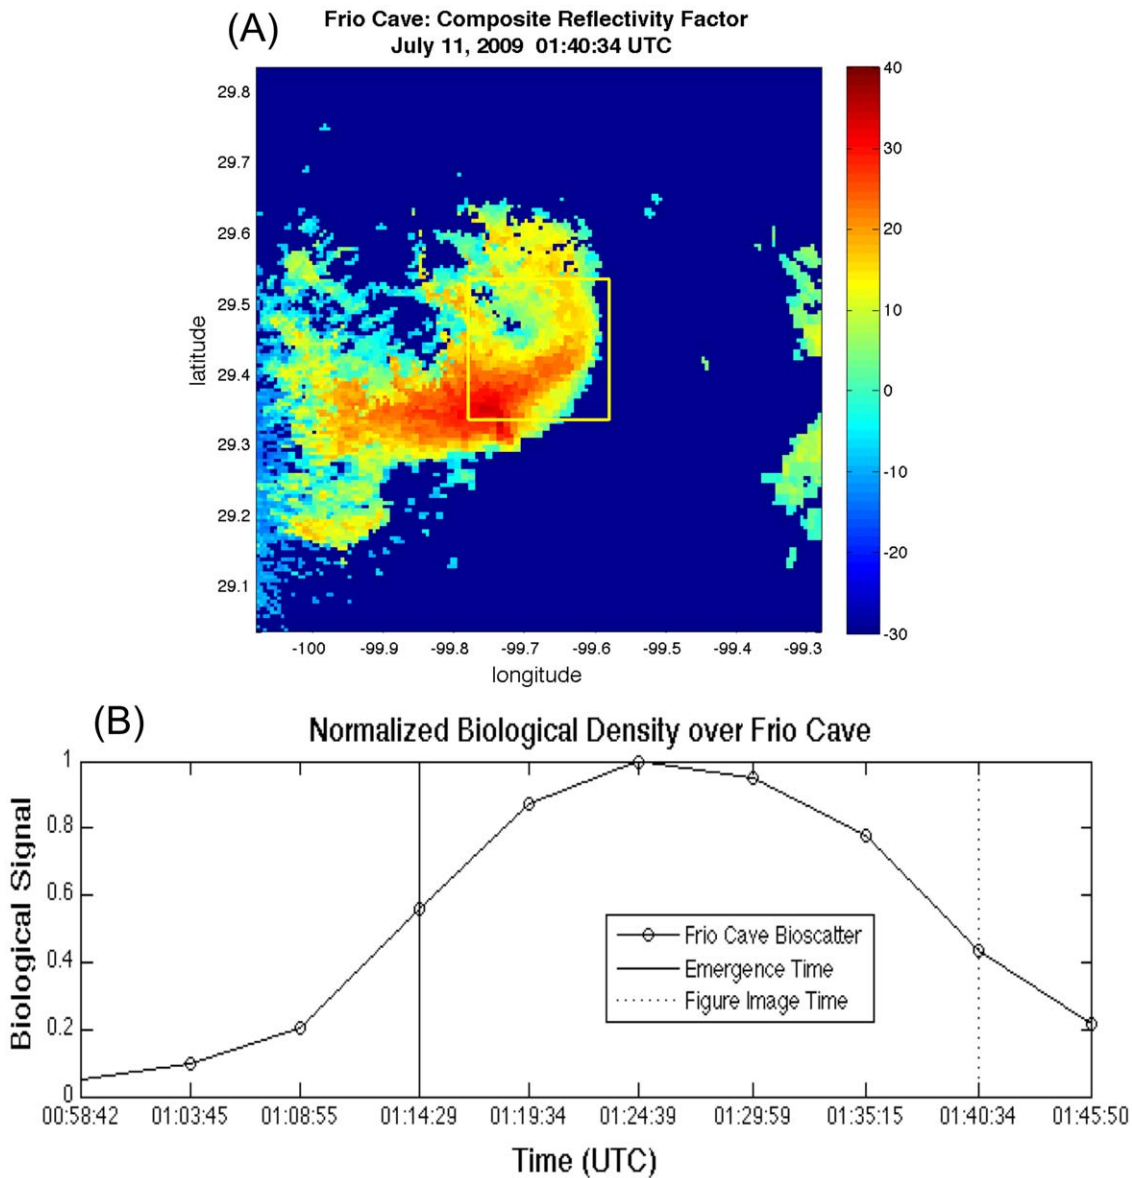 (A)
Frio Cave: Composite Reflectivity Factor
July 11, 2009 01:40:34 UTC
29.8
29.7
29.6
29.5
29.4
29.3
29.2
29.1
latitude
-100 -99.9 -99.8 -99.7 -99.6 -99.5 -99.4 -99.3
longitude
40
30
20
10
0
-10
-20
-30
(B)
Normalized Biological Density over Frio Cave
1
0.8
0.6
0.4
0.2
0
Biological Signal
Frio Cave Bioscatter
Emergence Time
Figure Image Time
00:58:42 01:03:45 01:08:55 01:14:29 01:19:34 01:24:39 01:29:59 01:35:15 01:40:34 01:45:50
Time (UTC)